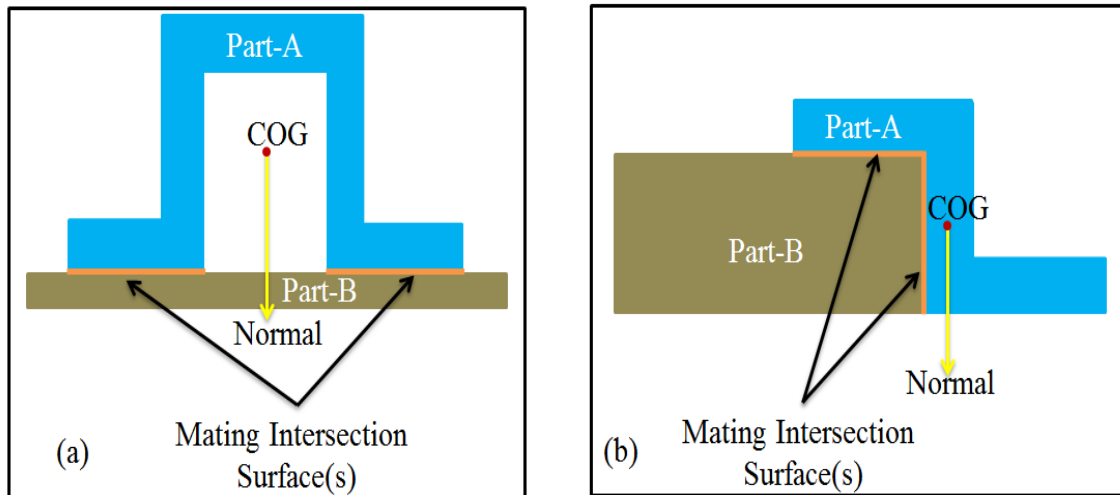 Part-A
COG
Part-B
Normal
Mating Intersection
Surface(s)
(a)
Part-A
COG
Part-B
Normal
Mating Intersection
Surface(s)
(b)